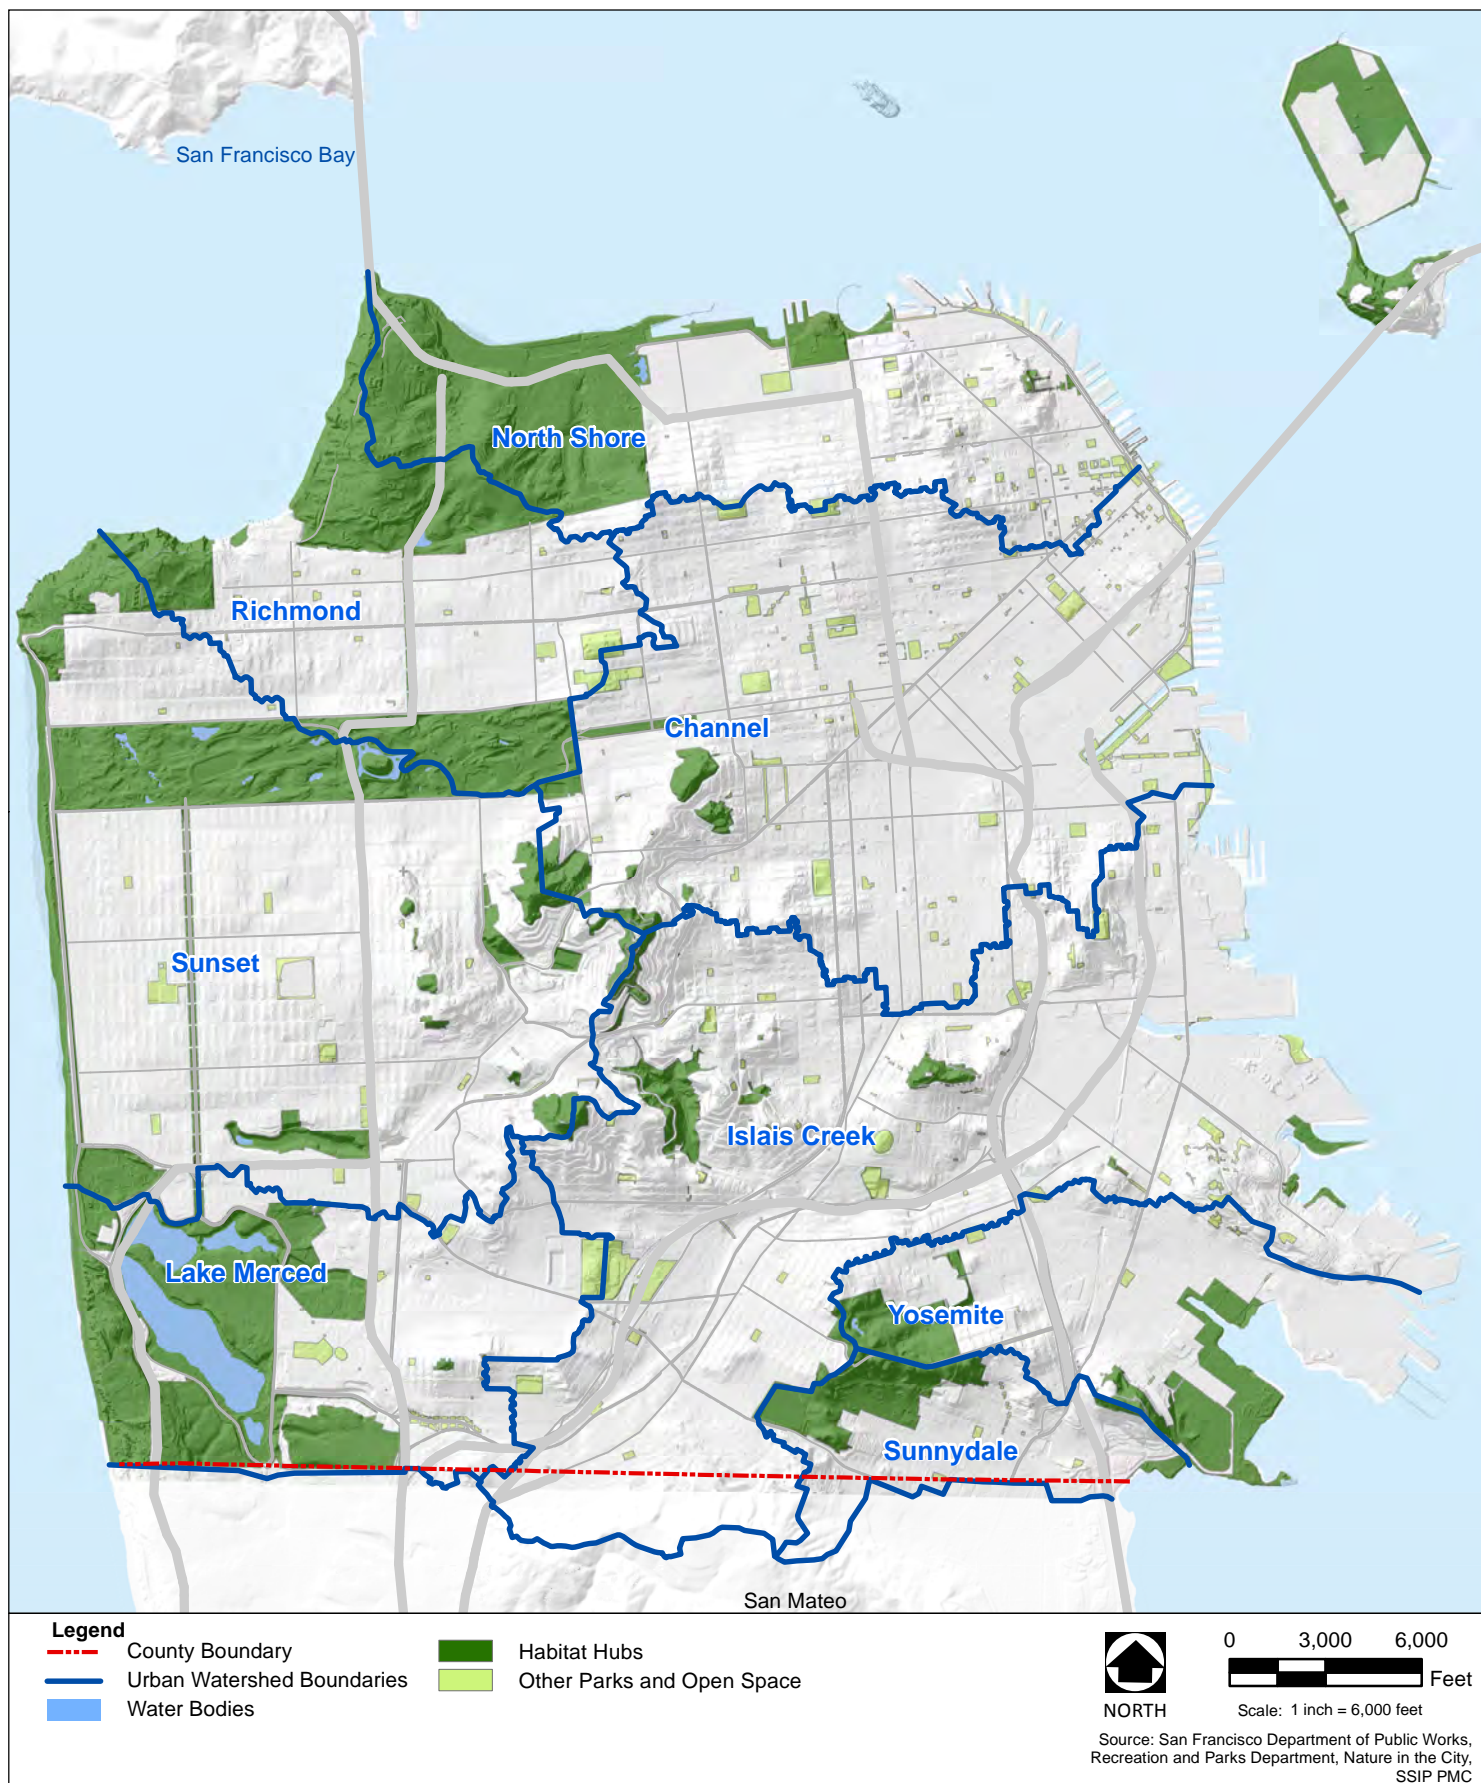 San Francisco Bay
North Shore
Richmond
Channel
Sunset
Islais Creek
Lake Merced
Yosemite
Sunnydale
San Mateo
Legend
County Boundary
Urban Watershed Boundaries
Water Bodies
Habitat Hubs
Other Parks and Open Space
NORTH
0 3,000 6,000
Feet
Scale: 1 inch = 6,000 feet
Source: San Francisco Department of Public Works,
Recreation and Parks Department, Nature in the City,
SSIP PMC